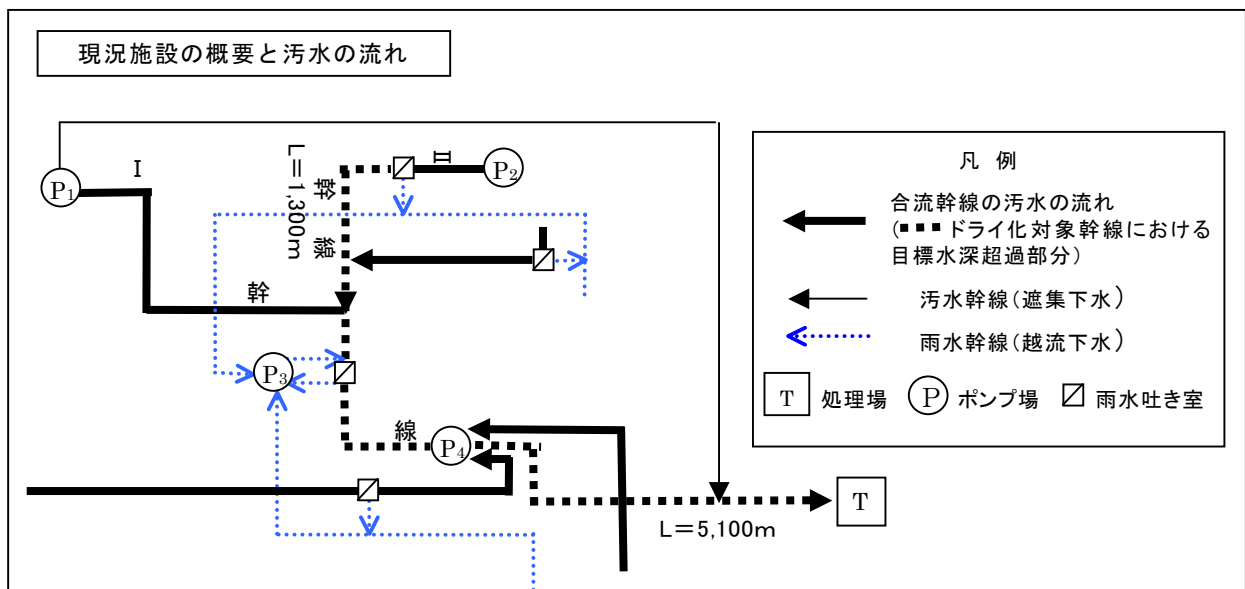 現況施設の概要と汚水の流れ
Ⅰ
幹
線
P1
L=1,300m
Ⅱ
幹
線
P2
P3
P4
L=5,100m
T
凡 例
合流幹線の汚水の流れ
(■■■ドライ化対象幹線における
目標水深超過部分)
汚水幹線(遮集下水)
雨水幹線(越流下水)
T 処理場 P ポンプ場 雨水吐き室